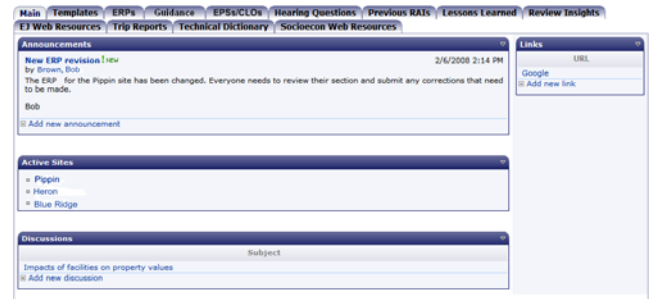 Main Templates ERPs Guidance EPSs/CLOs Hearing Questions Previous RAIs Lessons Learned Review Insights
EJ Web Resources Trip Reports Technical Dictionary Socioecon Web Resources
Announcements
New ERP revision ! NEW 2/6/2008 2:14 PM
by Brown, Bob
The ERP for the Pippin site has been changed. Everyone needs to review their section and submit any corrections that need
to be made.
Bob
Add new announcement
Links
URL
Google
Add new link
Active Sites
Pippin
Heron
Blue Ridge
Discussions
Subject
Impacts of facilities on property values
Add new discussion